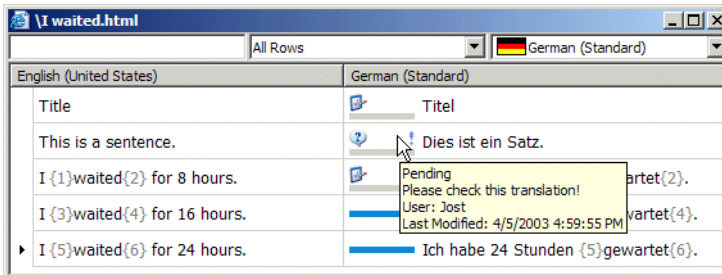 \I waited.html
All Rows
German (Standard)
English (United States)
German (Standard)
Title
Titel
This is a sentence.
Dies ist ein Satz.
I {1}waited{2} for 8 hours.
artet{2}.
I {3}waited{4} for 16 hours.
wartet{4}.
I {5}waited{6} for 24 hours.
Ich habe 24 Stunden {5}gewartet{6}.
Pending
Please check this translation!
User: Jost
Last Modified: 4/5/2003 4:59:55 PM